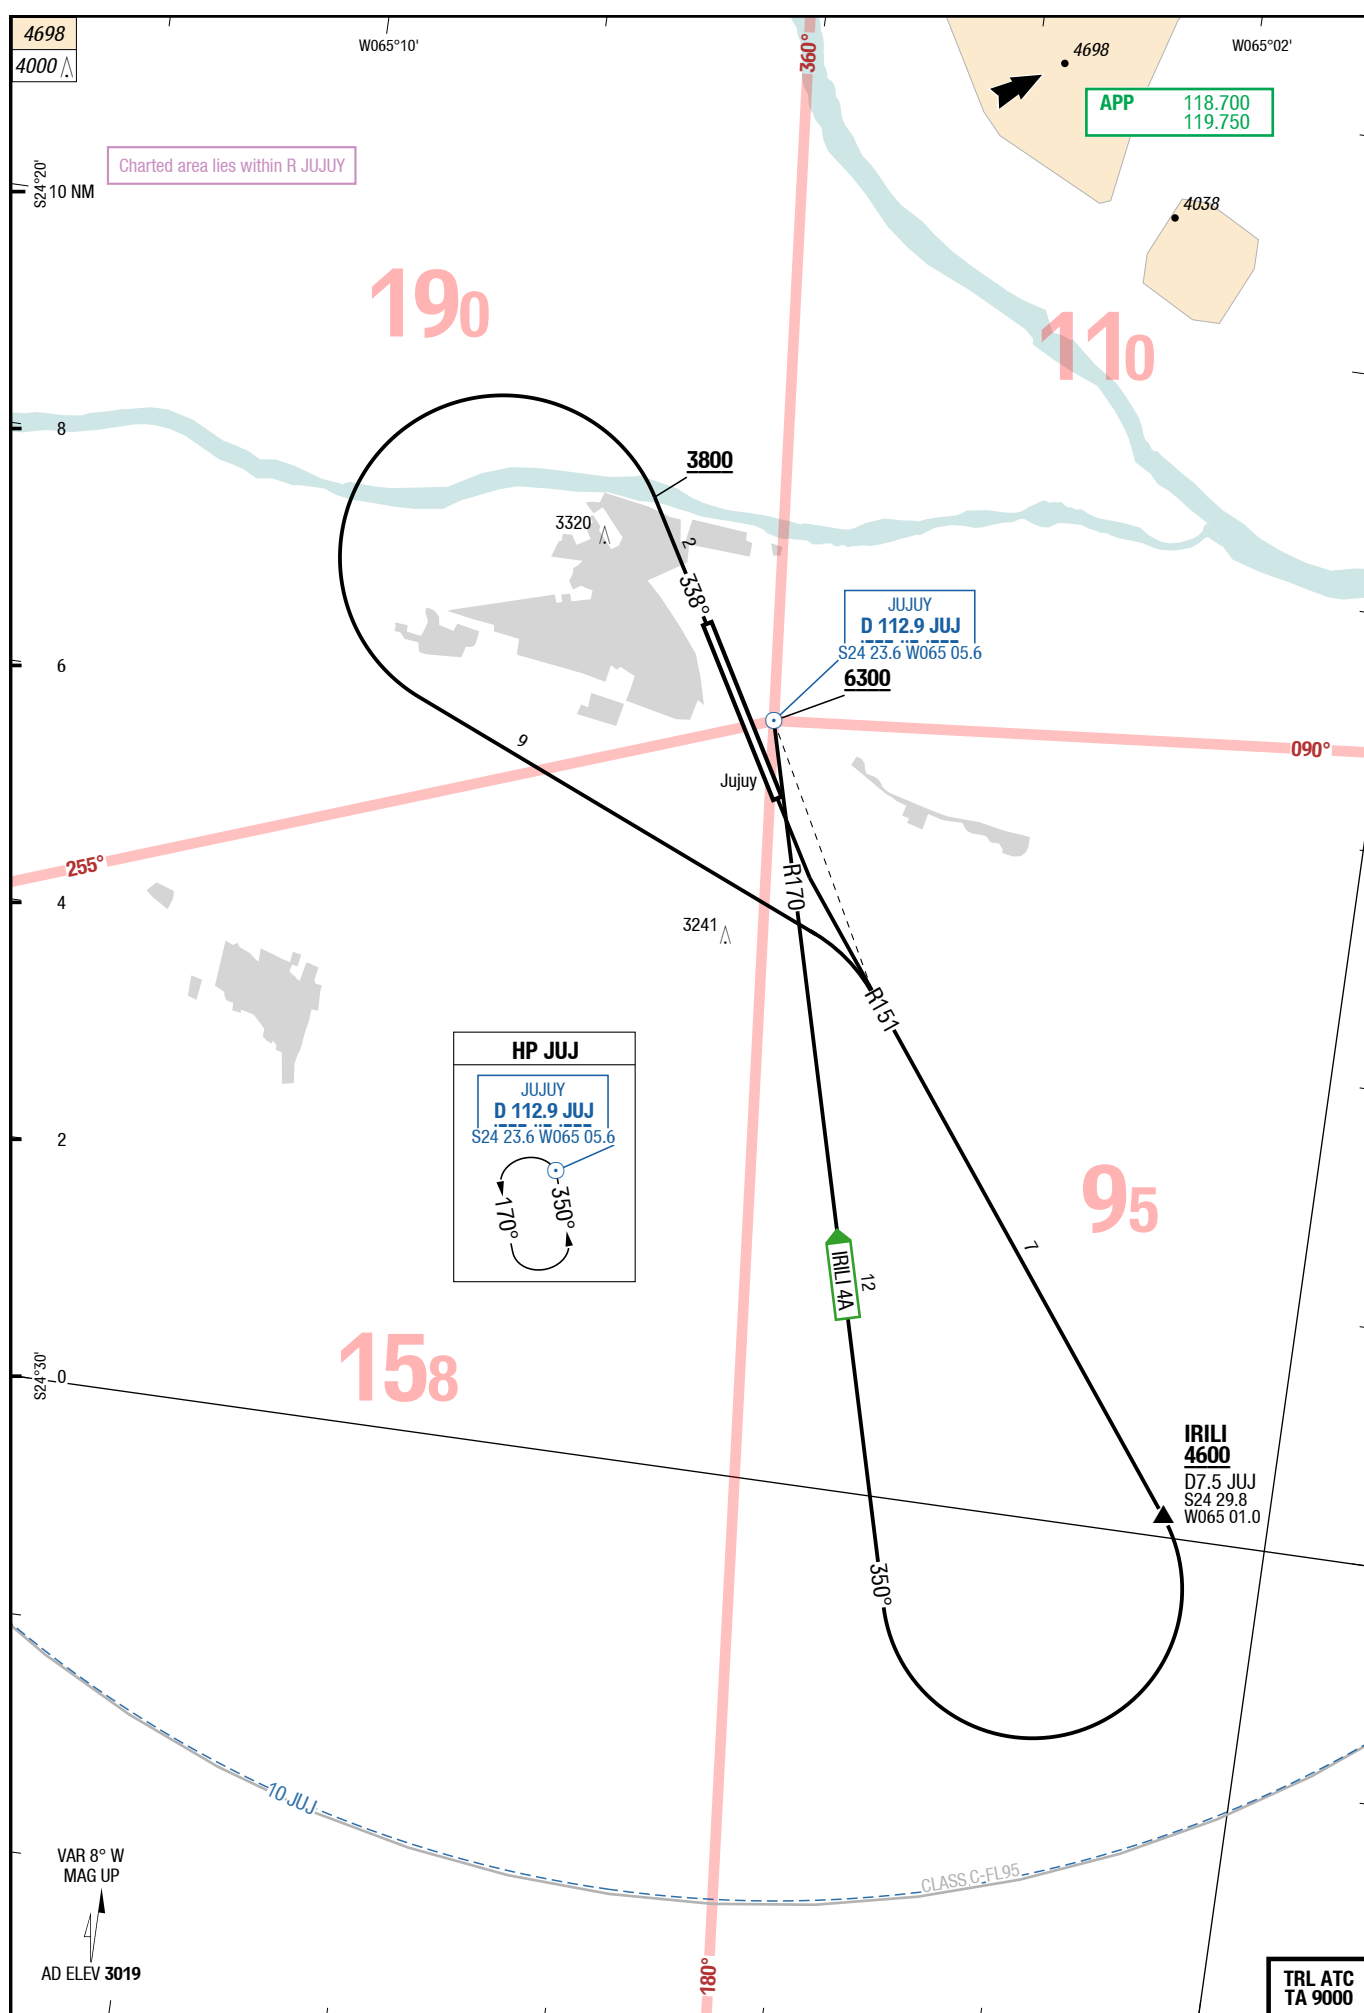 4698
4000
W065°10'
360°
4698
W065°02'
APP 118.700
119.750
Charted area lies within R JUJUY
S24°20'
10 NM
4038
190
110
8
3800
3320
2
338°
JUJUY
D 112.9 JUJ
S24 23.6 W065 05.6
6
6300
9
090°
Jujuy
255°
R170
4
3241
R151
HP JUJ
JUJUY
D 112.9 JUJ
S24 23.6 W065 05.6
2
350°
170°
95
7
IRILI 4A
12
158
S24°30'
0
IRILI
4600
D7.5 JUJ
S24 29.8
W065 01.0
350°
10 JUJ
VAR 8° W
MAG UP
CLASS C-FL95
AD ELEV 3019
180°
TRL ATC
TA 9000